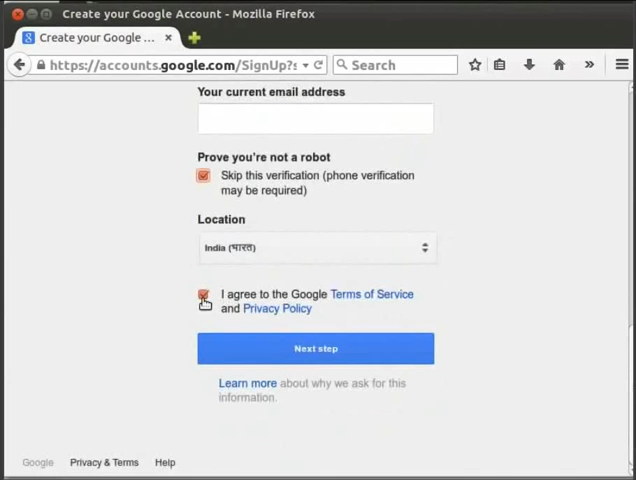 Create your Google Account - Mozilla Firefox
Create your Google ...
https://accounts.google.com/SignUp?s
Search
Your current email address
Prove you're not a robot
Skip this verification (phone verification
may be required)
Location
India (भारत)
I agree to the Google Terms of Service
and Privacy Policy
Next step
Learn more about why we ask for this
information.
Google Privacy & Terms Help